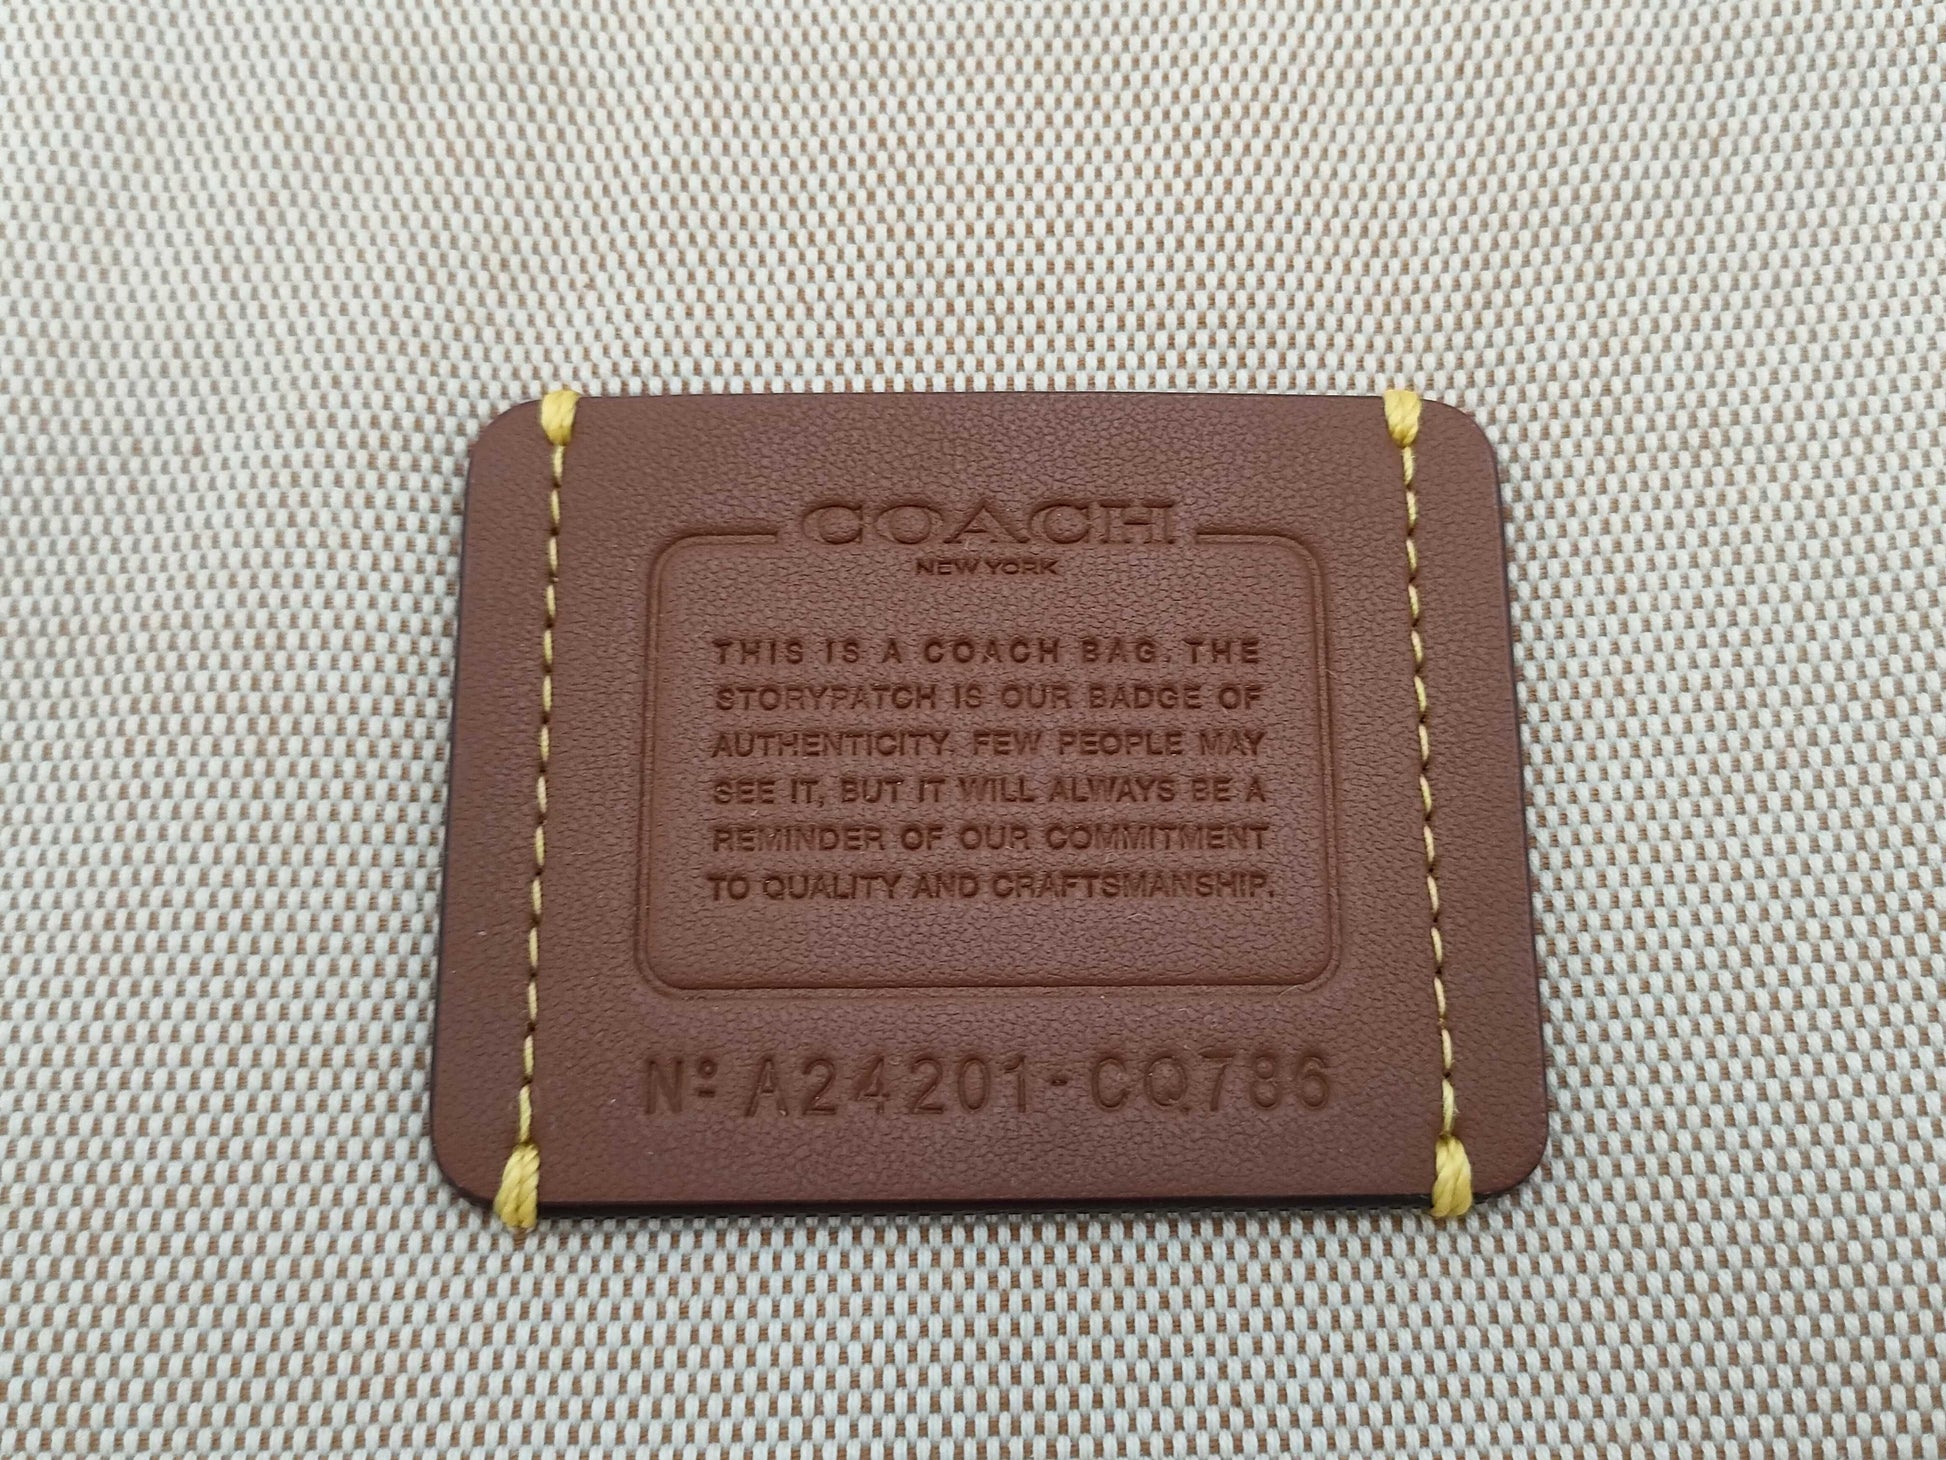 COACH
NEW YORK
THIS IS A COACH BAG. THE
STORYPATCH IS OUR BADGE OF
AUTHENTICITY. FEW PEOPLE MAY
SEE IT, BUT IT WILL ALWAYS BE A
REMINDER OF OUR COMMITMENT
TO QUALITY AND CRAFTSMANSHIP.
Nº A24201-CQ786